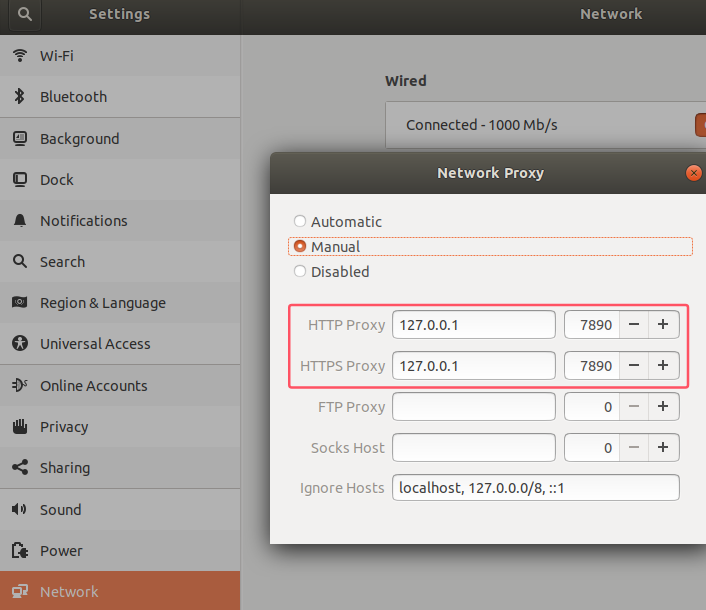 Settings
Network
Wi-Fi
Bluetooth
Background
Dock
Notifications
Search
Region & Language
Universal Access
Online Accounts
Privacy
Sharing
Sound
Power
Network
Wired
Connected - 1000 Mb/s
Network Proxy
Automatic
Manual
Disabled
HTTP Proxy 127.0.0.1 7890 − +
HTTPS Proxy 127.0.0.1 7890 − +
FTP Proxy 0 − +
Socks Host 0 − +
Ignore Hosts localhost, 127.0.0.0/8, ::1